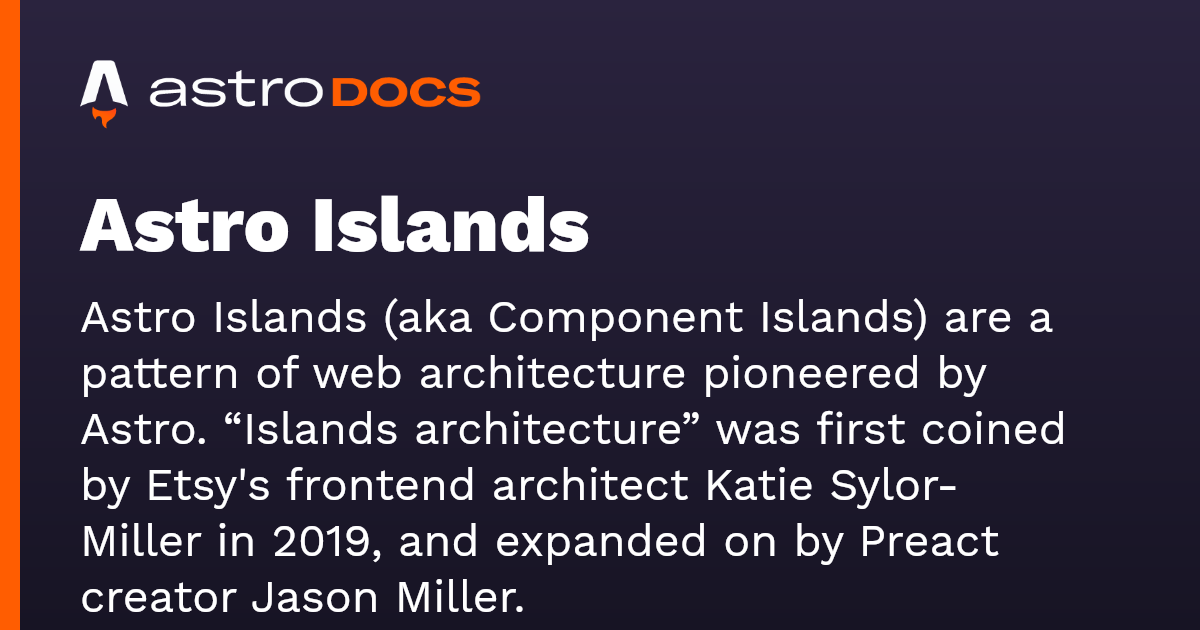 astro DOCS
Astro Islands
Astro Islands (aka Component Islands) are a
pattern of web architecture pioneered by
Astro. “Islands architecture” was first coined
by Etsy's frontend architect Katie Sylor-
Miller in 2019, and expanded on by Preact
creator Jason Miller.